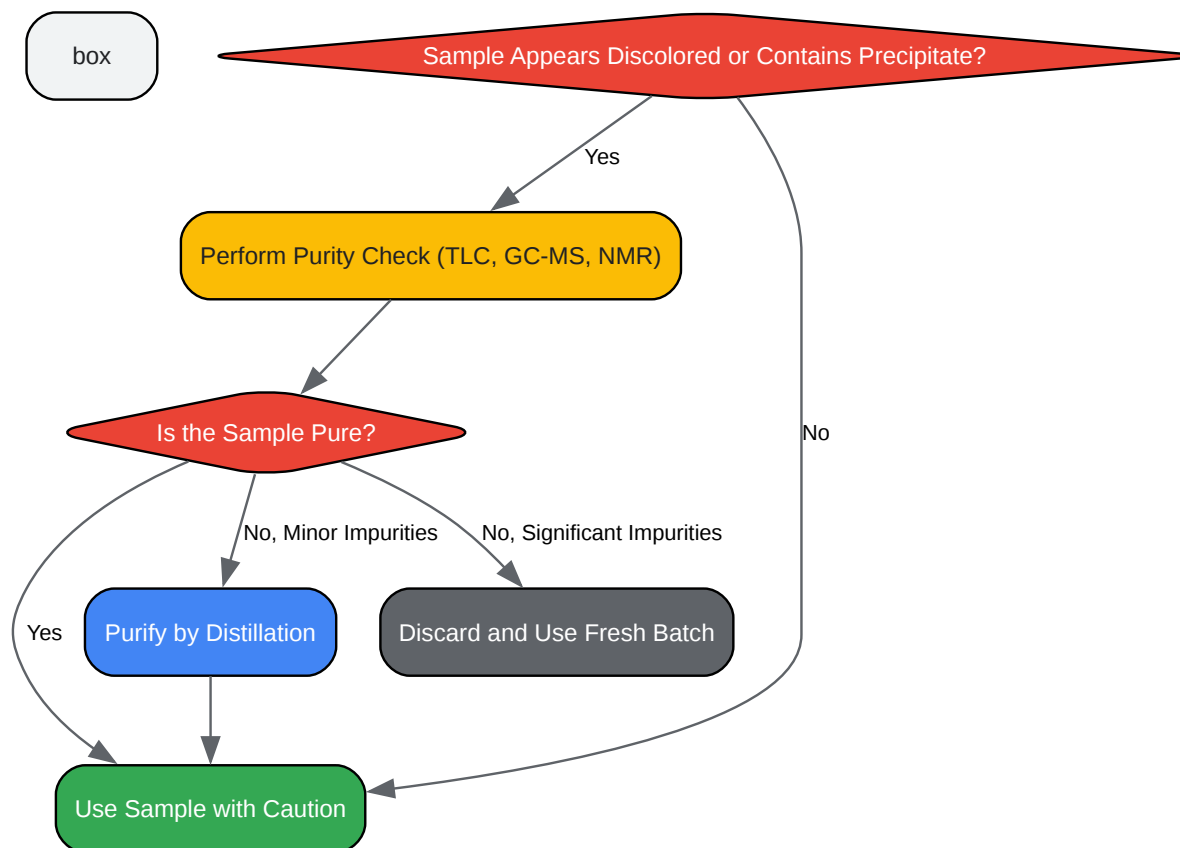 box
Sample Appears Discolored or Contains Precipitate?
Yes
Perform Purity Check (TLC, GC-MS, NMR)
Is the Sample Pure?
No
No, Minor Impurities
No, Significant Impurities
Yes
Purify by Distillation
Discard and Use Fresh Batch
Use Sample with Caution